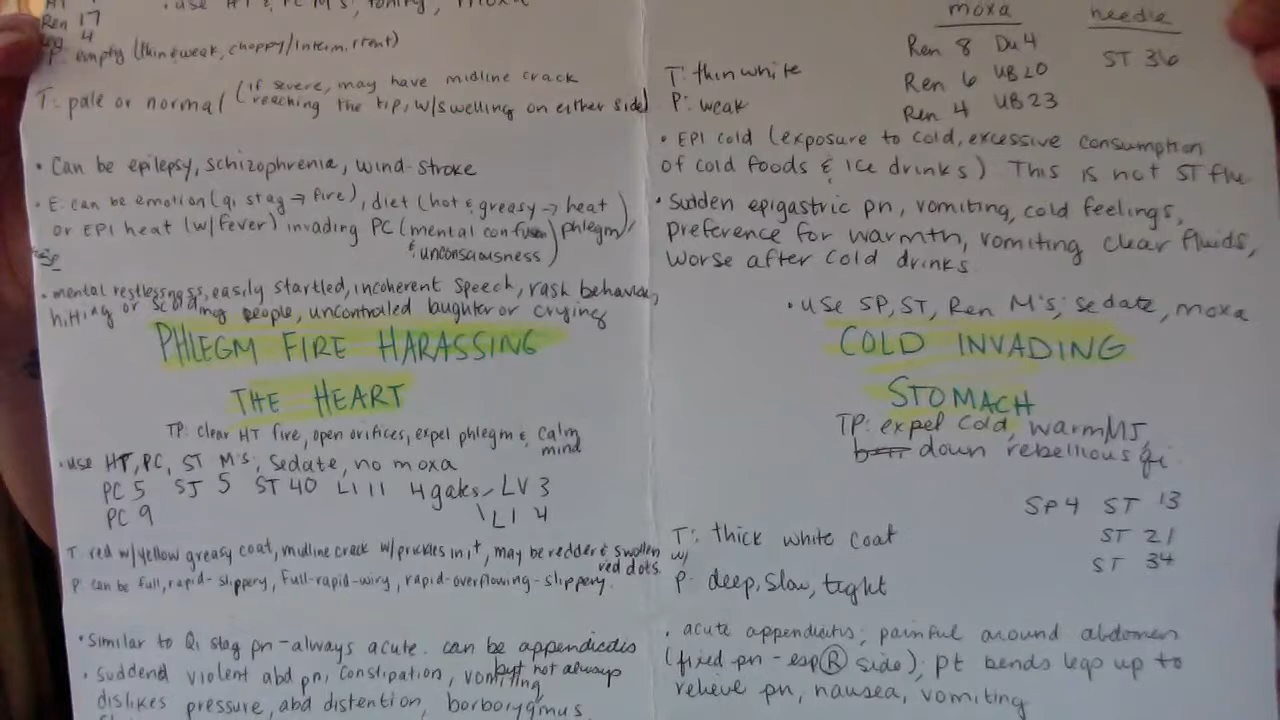 Ren 17
4
P: empty (thin & weak, choppy/interm.ttent)
T: pale or normal (if severe, may have midline crack
reaching the tip, w/swelling on either side)
• Can be epilepsy, schizophrenia, wind-stroke
• E: can be emotion (qi stag → fire), diet (hot & greasy → heat
phlegm),
or EPI heat (w/fever) invading PC (mental confusion
& unconsciousness)
• mental restlessness, easily startled, incoherent speech, rash behavior,
hitting or scolding people, uncontroled laughter or crying
PHLEGM FIRE HARASSING
THE HEART
TP: clear HT fire, open orifices, expel phlegm & calm
mind
• use HT, PC, ST M's; sedate, no moxa
PC 5 SJ 5 ST 40 LI 11 4 gates LV 3
PC 9 LI 4
T: red w/yellow greasy coat, midline crack w/prickles in it, may be redder & swollen
w/
red dots.
P: can be full, rapid-slippery, full-rapid-wiry, rapid-overflowing-slippery.
• Similar to Qi stag pn - always acute. can be appendicitis
but not always
• suddend violent abd pn, constipation, vomiting,
dislikes pressure, abd distention, borborygmus
moxa needle
Ren 8 Du 4 ST 36
Ren 6 UB 20
Ren 4 UB 23
T: thin white
P: weak
• EPI cold (exposure to cold, excessive consumption
of cold foods & ice drinks) This is not ST flu
• Sudden epigastric pn, vomiting, cold feelings,
preference for warmth, vomiting clear fluids,
worse after cold drinks
• use SP, ST, Ren M's; sedate, moxa
COLD INVADING
STOMACH
TP: expel cold, warm MJ,
down rebellious qi
SP 4 ST 13
ST 21
ST 34
T: thick white coat
P: deep, slow, tight
• acute appendicitis; painful around abdomen
(fixed pn - esp Ⓡ side); pt bends legs up to
relieve pn, nausea, vomiting